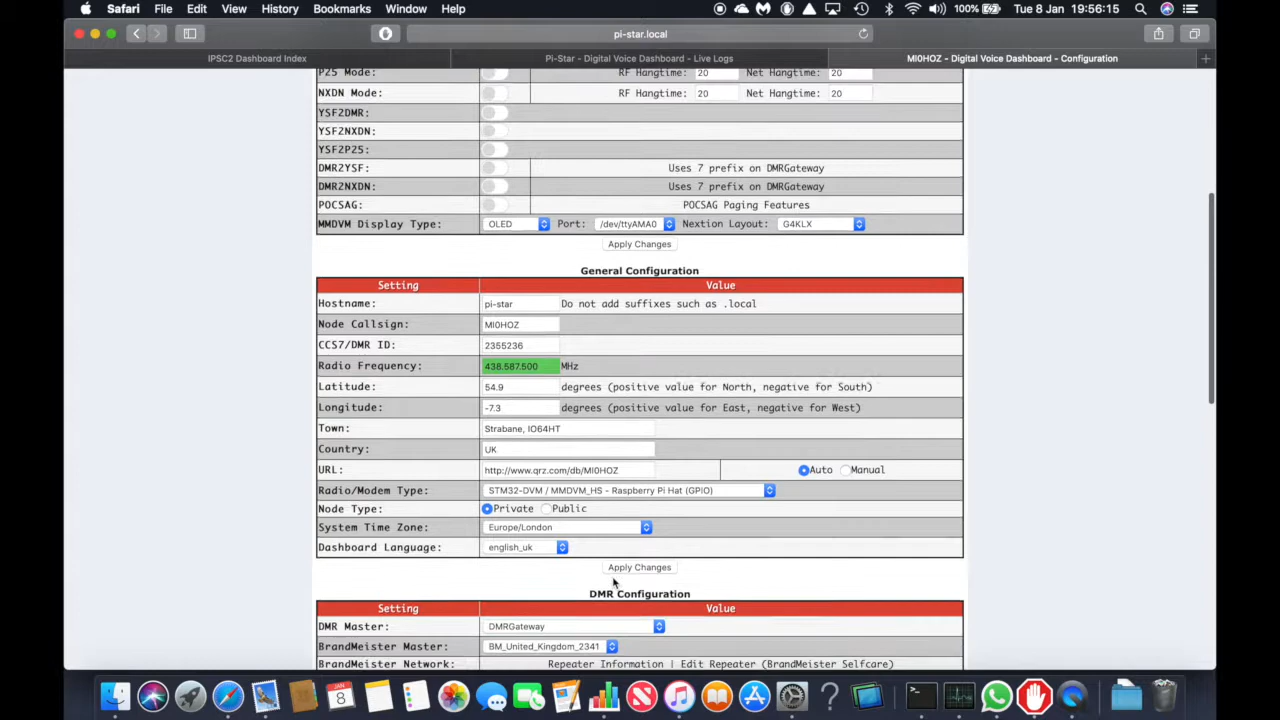 Safari File Edit View History Bookmarks Window Help 100% Tue 8 Jan 19:56:15
pi-star.local
IPSC2 Dashboard Index Pi-Star - Digital Voice Dashboard - Live Logs MI0HOZ - Digital Voice Dashboard - Configuration
P25 Mode: RF Hangtime: 20 Net Hangtime: 20
NXDN Mode: RF Hangtime: 20 Net Hangtime: 20
YSF2DMR:
YSF2NXDN:
YSF2P25:
DMR2YSF: Uses 7 prefix on DMRGateway
DMR2NXDN: Uses 7 prefix on DMRGateway
POCSAG: POCSAG Paging Features
MMDVM Display Type: OLED Port: /dev/ttyAMA0 Nextion Layout: G4KLX
Apply Changes
General Configuration
Setting Value
Hostname: pi-star Do not add suffixes such as .local
Node Callsign: MI0HOZ
CCS7/DMR ID: 2355236
Radio Frequency: 438.587.500 MHz
Latitude: 54.9 degrees (positive value for North, negative for South)
Longitude: -7.3 degrees (positive value for East, negative for West)
Town: Strabane, IO64HT
Country: UK
URL: http://www.qrz.com/db/MI0HOZ Auto Manual
Radio/Modem Type: STM32-DVM / MMDVM_HS - Raspberry Pi Hat (GPIO)
Node Type: Private Public
System Time Zone: Europe/London
Dashboard Language: english_uk
Apply Changes
DMR Configuration
Setting Value
DMR Master: DMRGateway
BrandMeister Master: BM_United_Kingdom_2341
BrandMeister Network: Repeater Information | Edit Repeater (BrandMeister Selfcare)
JAN
8